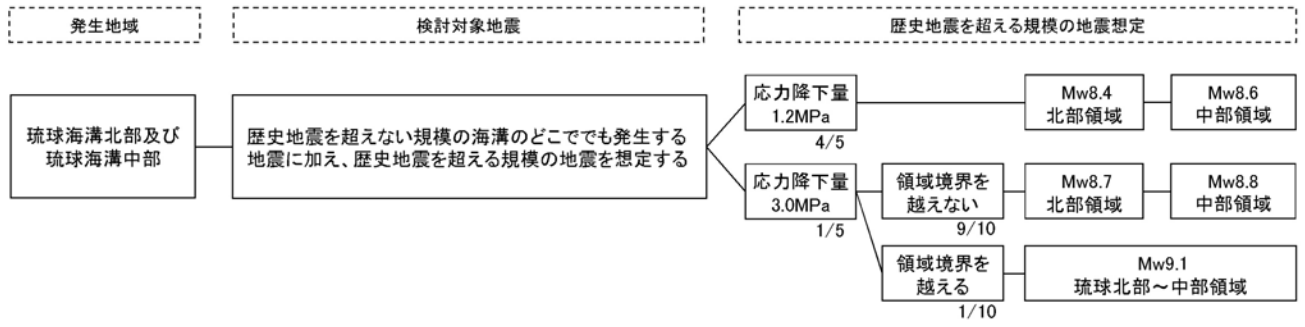 発生地域
検討対象地震
歴史地震を超える規模の地震想定
琉球海溝北部及び
琉球海溝中部
歴史地震を超えない規模の海溝のどこででも発生する
地震に加え、歴史地震を超える規模の地震を想定する
応力降下量
1.2MPa
4/5
Mw8.4
北部領域
Mw8.6
中部領域
応力降下量
3.0MPa
1/5
領域境界を
越えない
9/10
Mw8.7
北部領域
Mw8.8
中部領域
領域境界を
越える
1/10
Mw9.1
琉球北部～中部領域